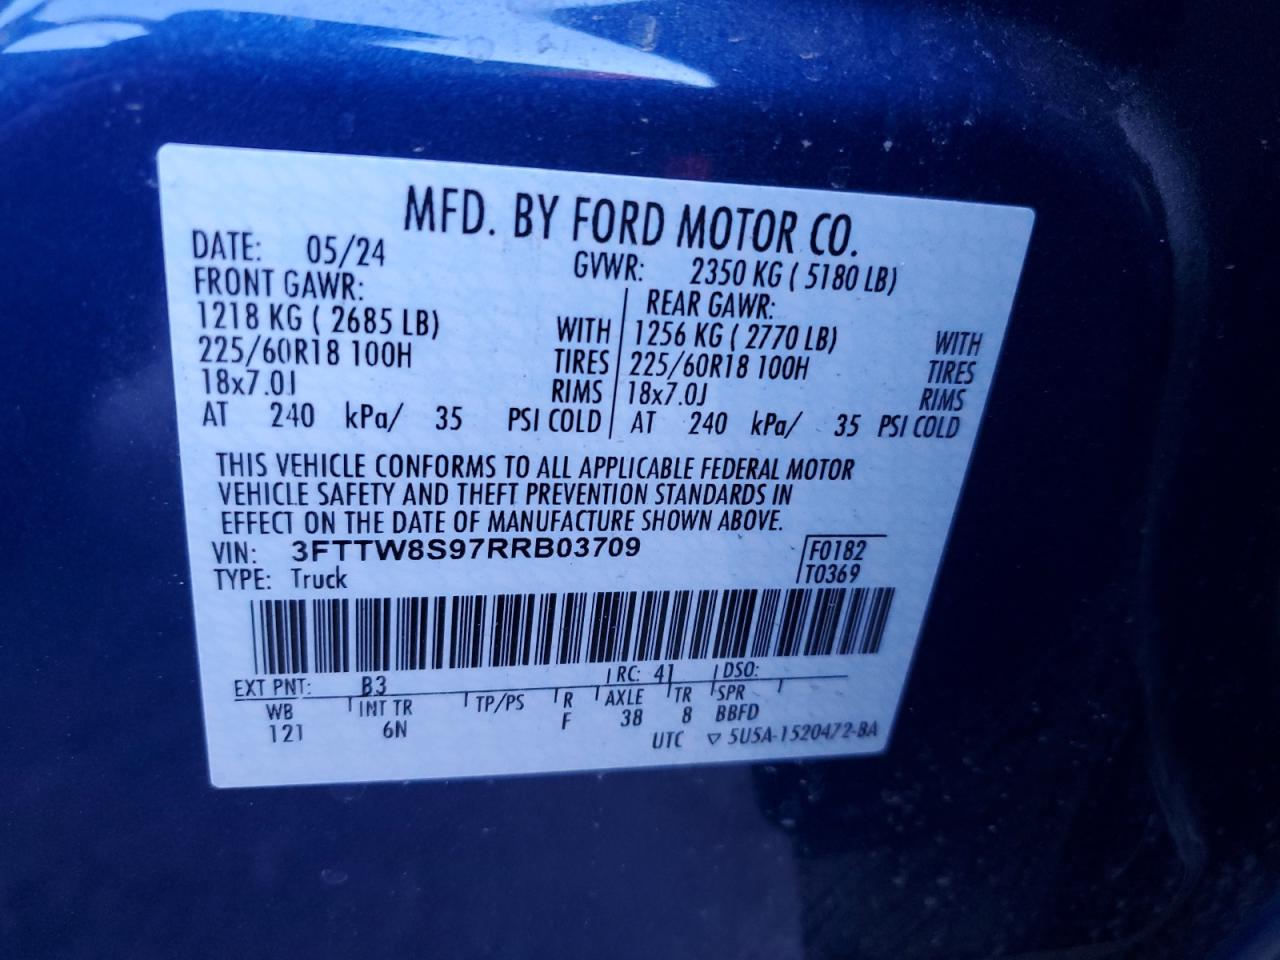 MFD. BY FORD MOTOR CO.
DATE: 05/24 GVWR: 2350 KG ( 5180 LB)
FRONT GAWR: REAR GAWR:
1218 KG ( 2685 LB) WITH 1256 KG ( 2770 LB) WITH
225/60R18 100H TIRES 225/60R18 100H TIRES
18x7.0J RIMS 18x7.0J RIMS
AT 240 kPa/ 35 PSI COLD AT 240 kPa/ 35 PSI COLD
THIS VEHICLE CONFORMS TO ALL APPLICABLE FEDERAL MOTOR
VEHICLE SAFETY AND THEFT PREVENTION STANDARDS IN
EFFECT ON THE DATE OF MANUFACTURE SHOWN ABOVE.
VIN: 3FTTW8S97RRB03709 F0182
TYPE: Truck T0369
EXT PNT: B3 RC: 41 DSO:
WB INT TR TP/PS R AXLE TR SPR
121 6N F 38 8 BBFD
UTC ▽ 5U5A-1520472-BA